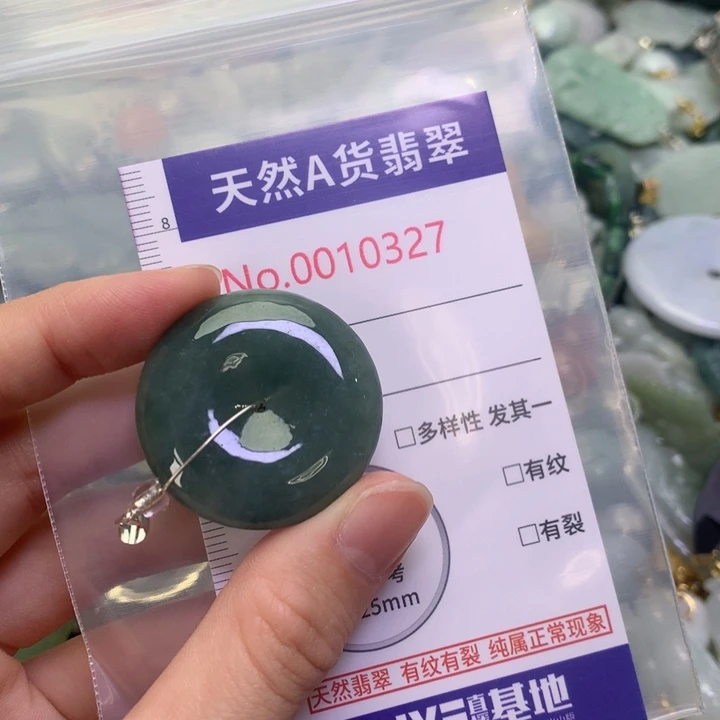 天然A货翡翠
8
No.0010327
□多样性 发其一
□有纹
□有裂
考
25mm
天然翡翠 有纹有裂 纯属正常现象
基地